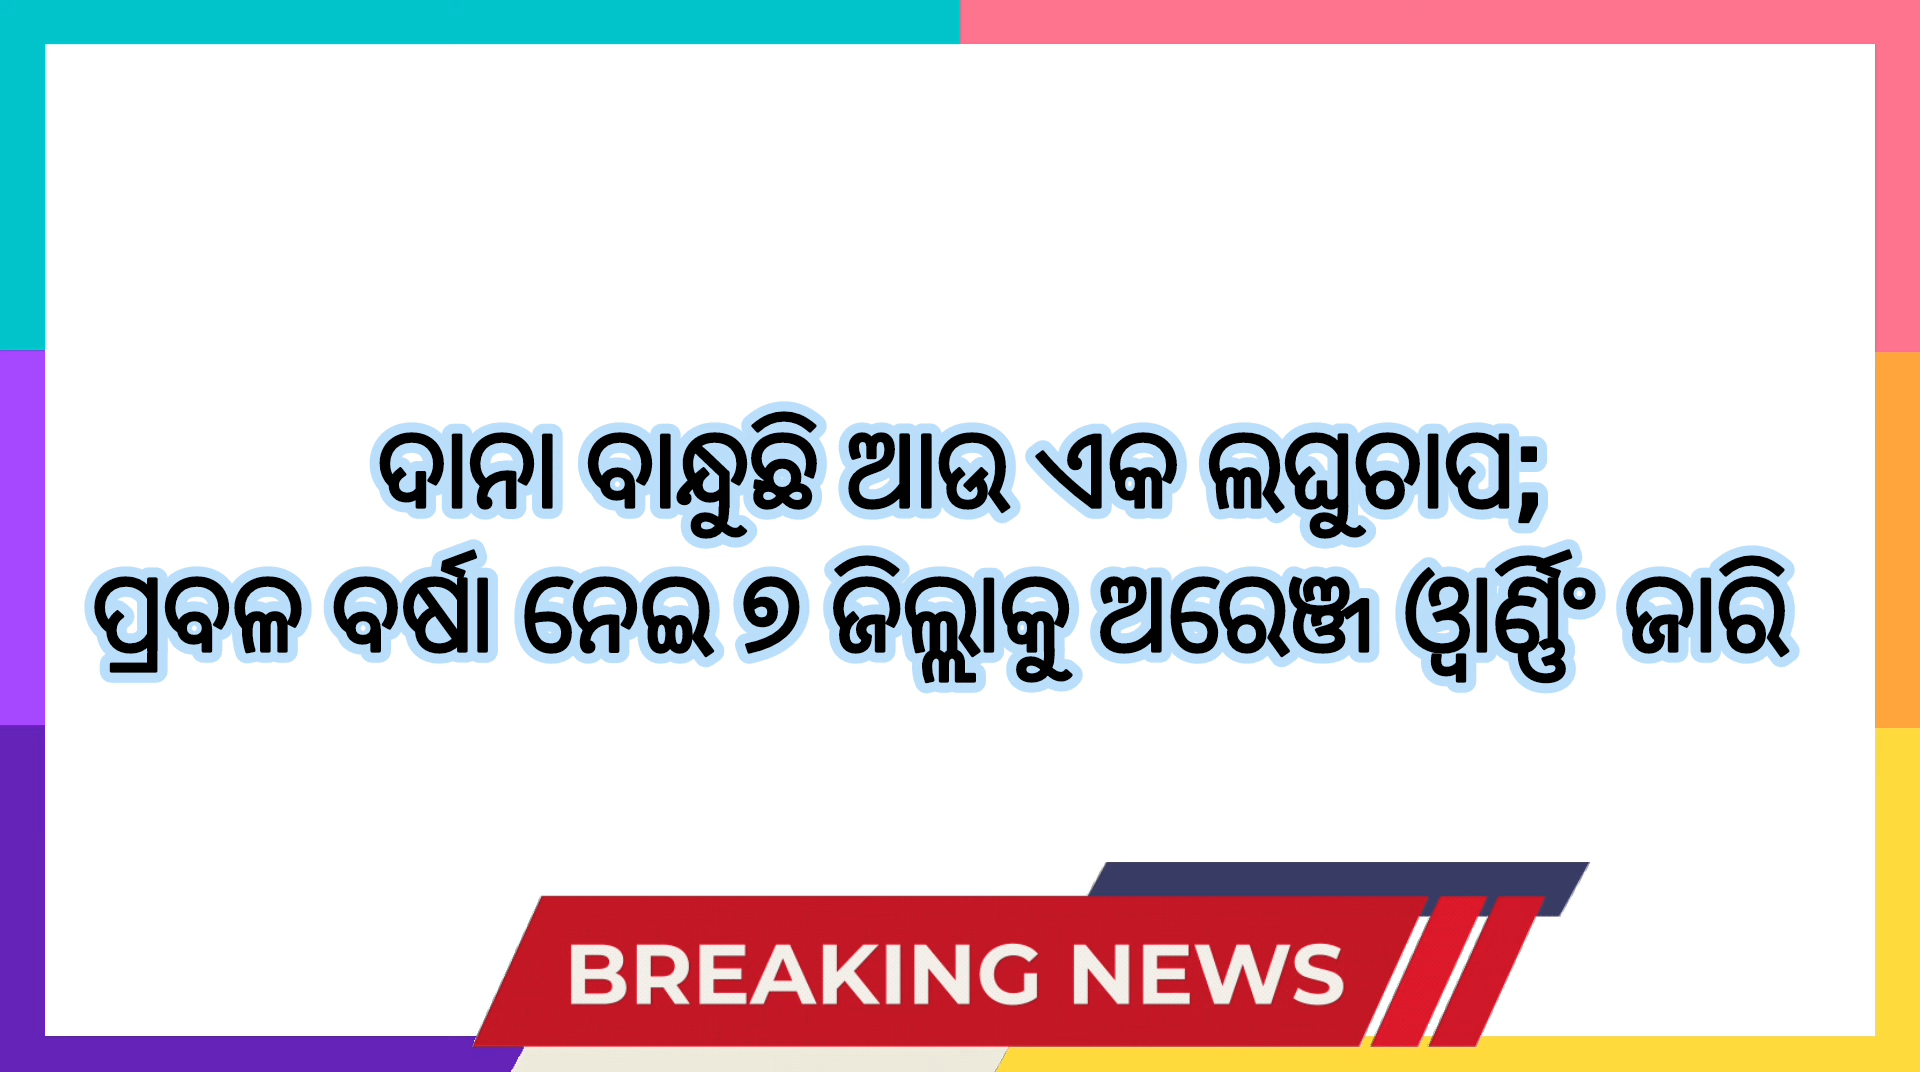 ଦାନା ବାନ୍ଧୁଛି ଆଉ ଏକ ଲଘୁଚାପ;
ପ୍ରବଳ ବର୍ଷା ନେଇ ୭ ଜିଲ୍ଲାକୁ ଅରେଞ୍ଜ ୱାର୍ଣ୍ଣିଂ ଜାରି
BREAKING NEWS